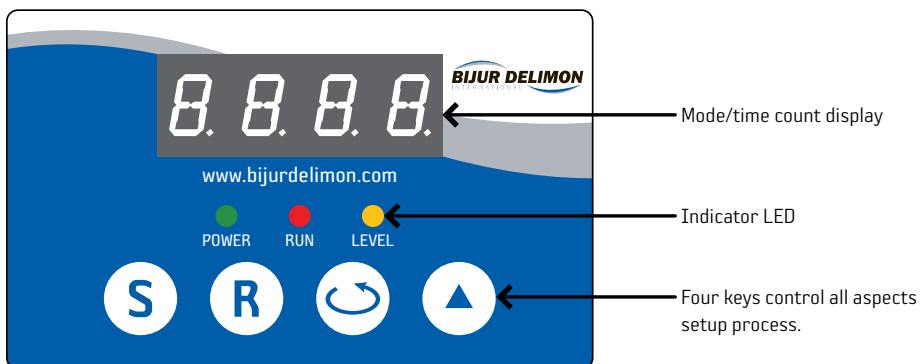 BIJUR DELIMON
INTERNATIONAL
8.8.8.8.
Mode/time count display
www.bijurdelimon.com
Indicator LED
POWER RUN LEVEL
S R
Four keys control all aspects
setup process.